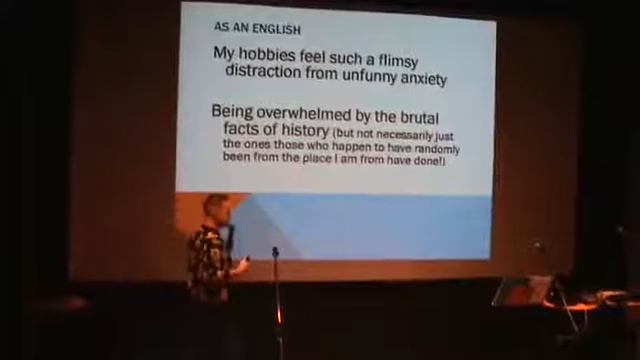 AS AN ENGLISH
My hobbies feel such a flimsy
distraction from unfunny anxiety
Being overwhelmed by the brutal
facts of history (but not necessarily just
the ones those who happen to have randomly
been from the place I am from have done!)